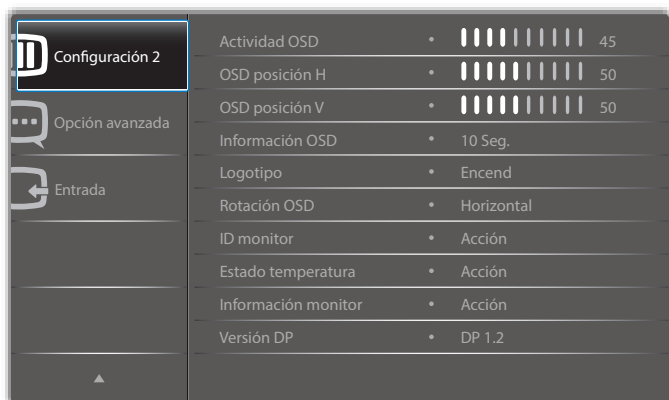 Configuración 2
Opción avanzada
Entrada
Actividad OSD • 45
OSD posición H • 50
OSD posición V • 50
Información OSD • 10 Seg.
Logotipo • Encend
Rotación OSD • Horizontal
ID monitor • Acción
Estado temperatura • Acción
Información monitor • Acción
Versión DP • DP 1.2